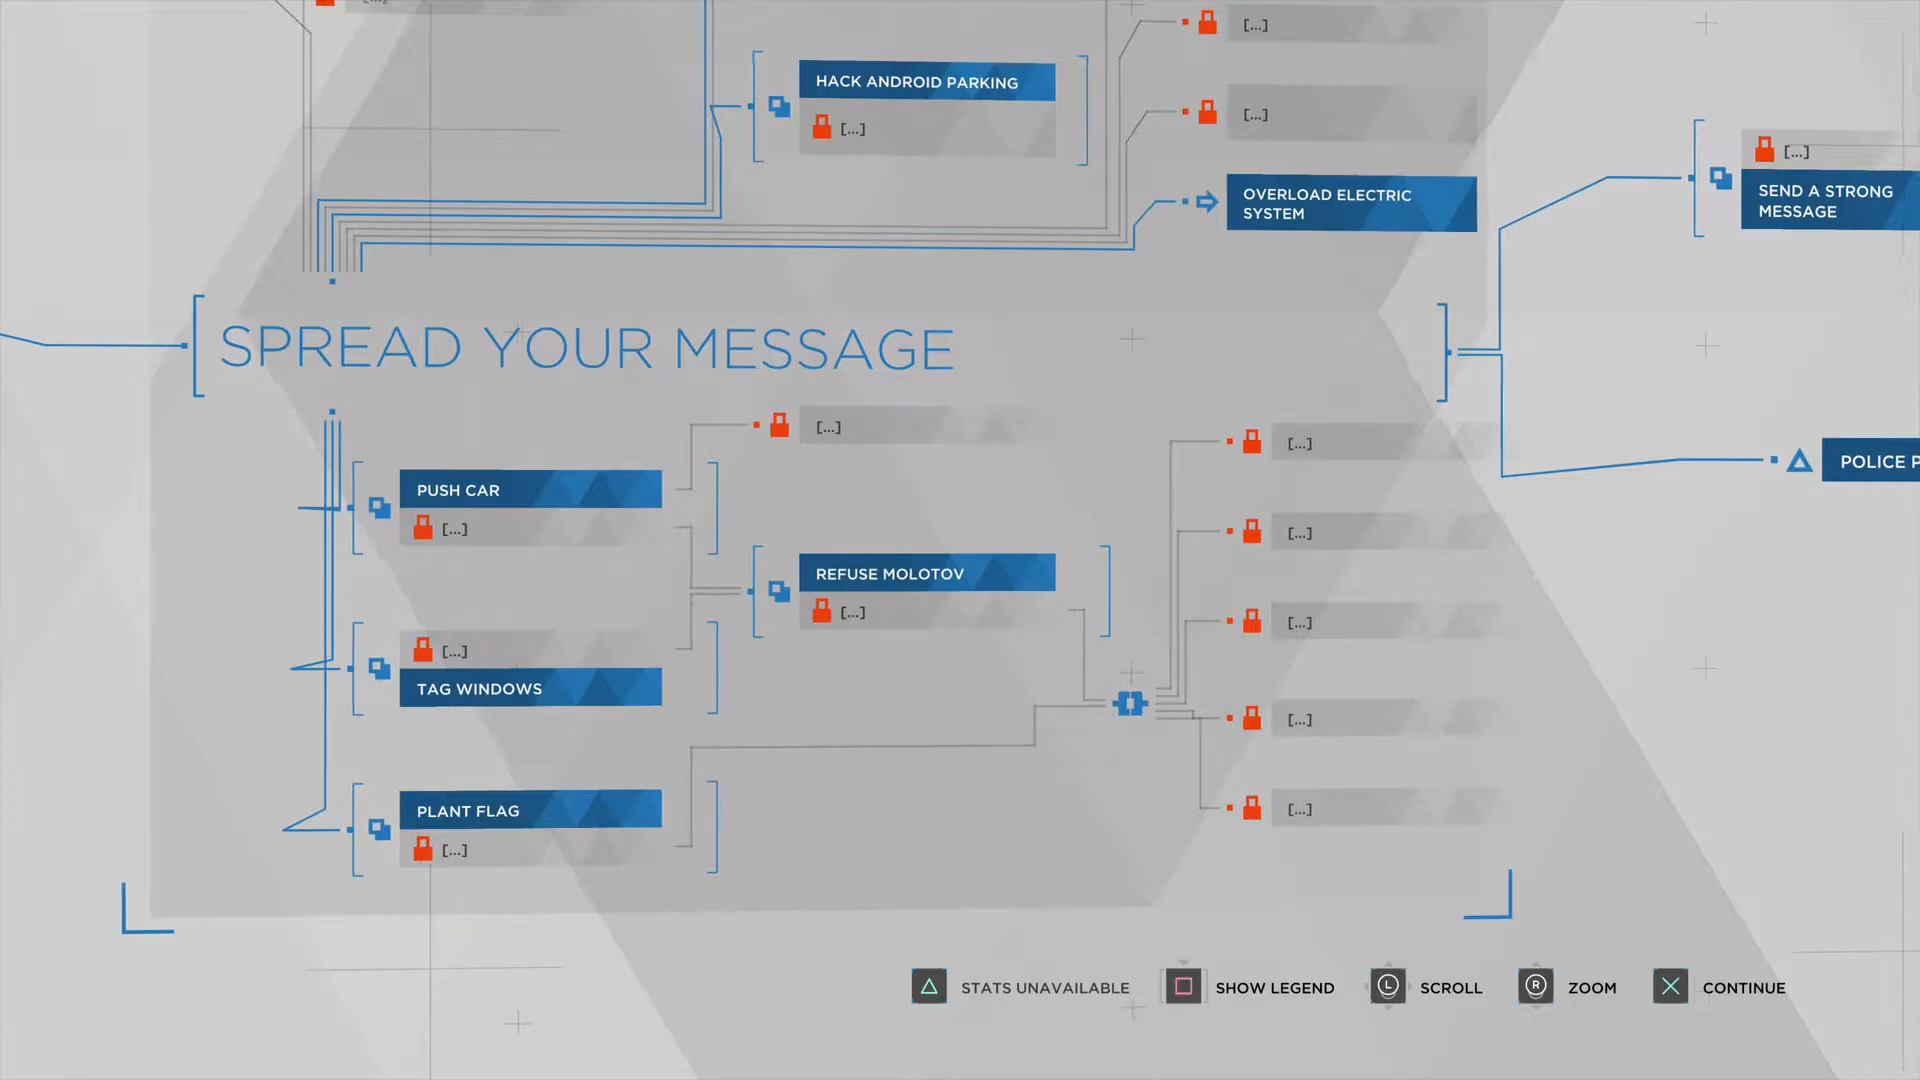 [...]
[...]
HACK ANDROID PARKING
[...]
[...]
OVERLOAD ELECTRIC
SYSTEM
[...]
SEND A STRONG
MESSAGE
SPREAD YOUR MESSAGE
[...]
PUSH CAR
[...]
REFUSE MOLOTOV
[...]
[...]
TAG WINDOWS
PLANT FLAG
[...]
[...]
[...]
[...]
[...]
[...]
POLICE P
STATS UNAVAILABLE
SHOW LEGEND
L
SCROLL
R
ZOOM
CONTINUE